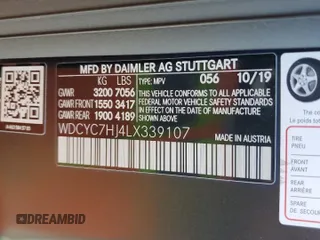 MFD BY DAIMLER AG STUTTGART
KG LBS TYPE: MPV 056 10/19
GVWR 3200 7056
GAWR FRONT 1550 3417
GAWR REAR 1900 4189
THIS VEHICLE CONFORMS TO ALL APPLICABLE
FEDERAL MOTOR VEHICLE SAFETY STANDARDS
IN EFFECT ON THE DATE OF MANUFACTURE
SHOWN ABOVE.
WDCYC7HJ4LX339107
MADE IN
AUSTRIA
TIRE
PNEU
FRONT
AVANT
REAR
ARRIÈRE
SPARE
DE SECOURS
DREAMBID